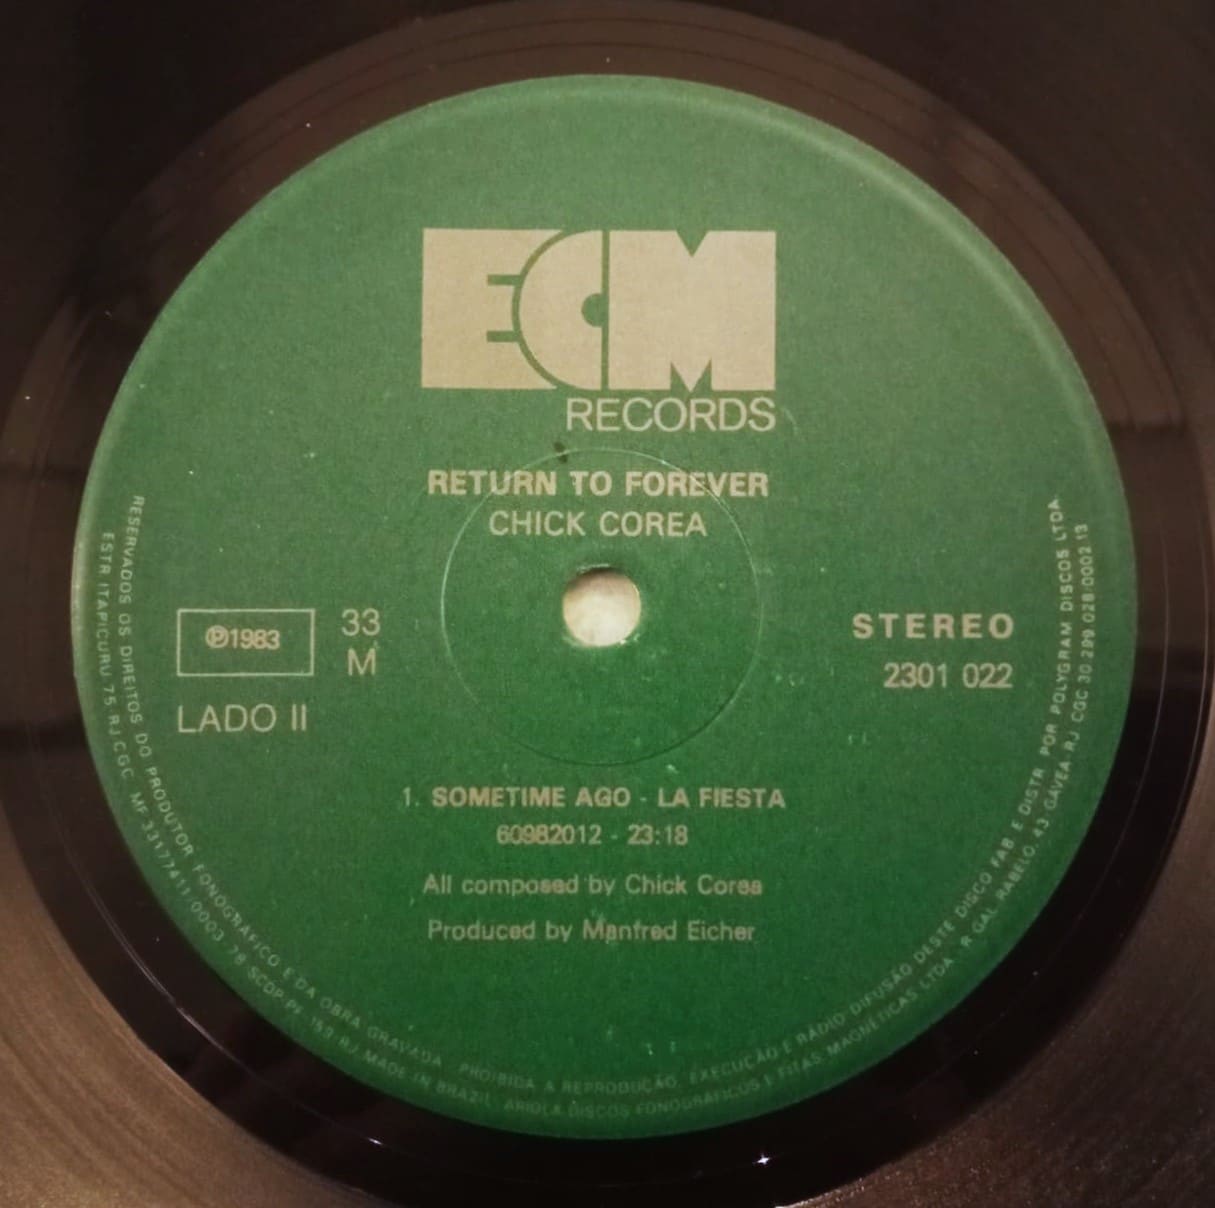 ECM
RECORDS
RETURN TO FOREVER
CHICK COREA
℗1983
33
M
LADO II
STEREO
2301 022
1. SOMETIME AGO - LA FIESTA
60982012 - 23:18
All composed by Chick Corea
Produced by Manfred Eicher
RESERVADOS OS DIREITOS DO PRODUTOR FONOGRÁFICO E DA OBRA GRAVADA PROIBIDA A REPRODUÇÃO, EXECUÇÃO E RÁDIO-DIFUSÃO DESTE DISCO FAB. E DISTR. POR POLYGRAM DISCOS LTDA
ESTR ITAPICURU 75 RJ CGC MF 33177411/0003 78 SCDP PF 159 RJ MADE IN BRAZIL ARIOLA DISCOS FONOGRÁFICOS E FITAS MAGNÉTICAS LTDA R GAL RABELO, 43 GÁVEA RJ CGC 30 299 028/0002 13